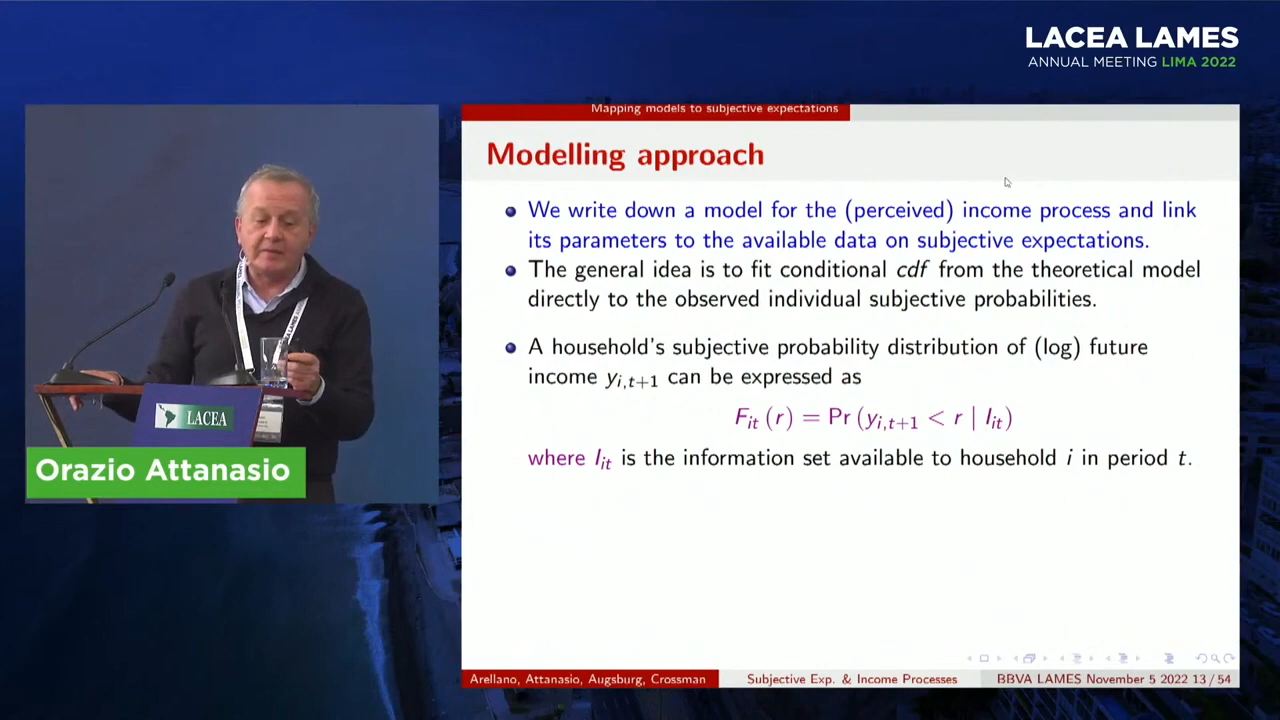 LACEA LAMES
ANNUAL MEETING LIMA 2022
Mapping models to subjective expectations
Modelling approach
We write down a model for the (perceived) income process and link
its parameters to the available data on subjective expectations.
The general idea is to fit conditional cdf from the theoretical model
directly to the observed individual subjective probabilities.
A household's subjective probability distribution of (log) future
income y_{i,t+1} can be expressed as
F_{it} (r) = Pr (y_{i,t+1} < r | I_{it})
where I_{it} is the information set available to household i in period t.
LACEA
Orazio Attanasio
Arellano, Attanasio, Augsburg, Crossman
Subjective Exp. & Income Processes
BBVA LAMES November 5 2022 13 / 54